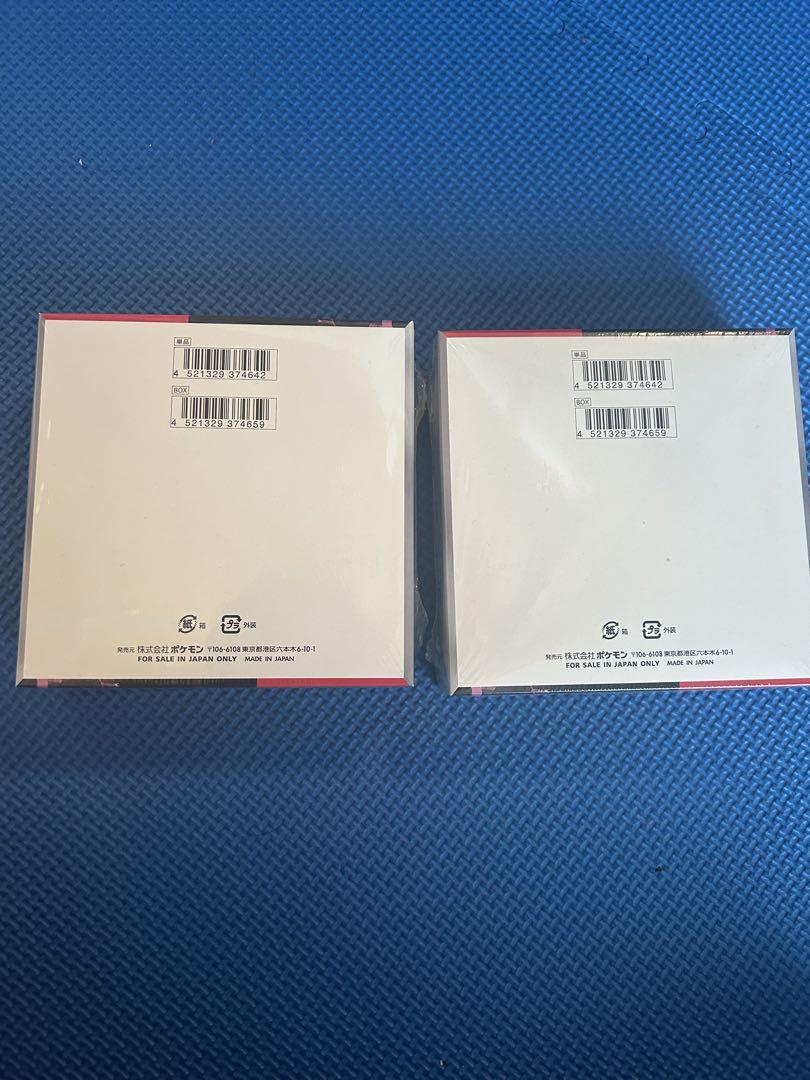 単品
4 521329 374642
BOX
4 521329 374659
紙 箱 プラ 外装
発売元 株式会社ポケモン 〒106-6108 東京都港区六本木6-10-1
FOR SALE IN JAPAN ONLY MADE IN JAPAN
単品
4 521329 374642
BOX
4 521329 374659
紙 箱 プラ 外装
発売元 株式会社ポケモン 〒106-6108 東京都港区六本木6-10-1
FOR SALE IN JAPAN ONLY MADE IN JAPAN